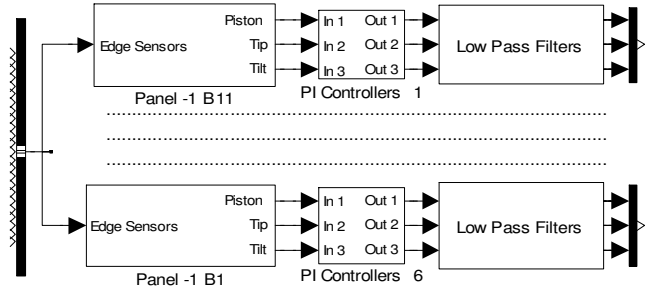 Piston
Tip
Tilt
Edge Sensors
In 1
In 2
In 3
Out 1
Out 2
Out 3
Low Pass Filters
Panel -1 B11
PI Controllers 1
Piston
Tip
Tilt
Edge Sensors
In 1
In 2
In 3
Out 1
Out 2
Out 3
Low Pass Filters
Panel -1 B1
PI Controllers 6